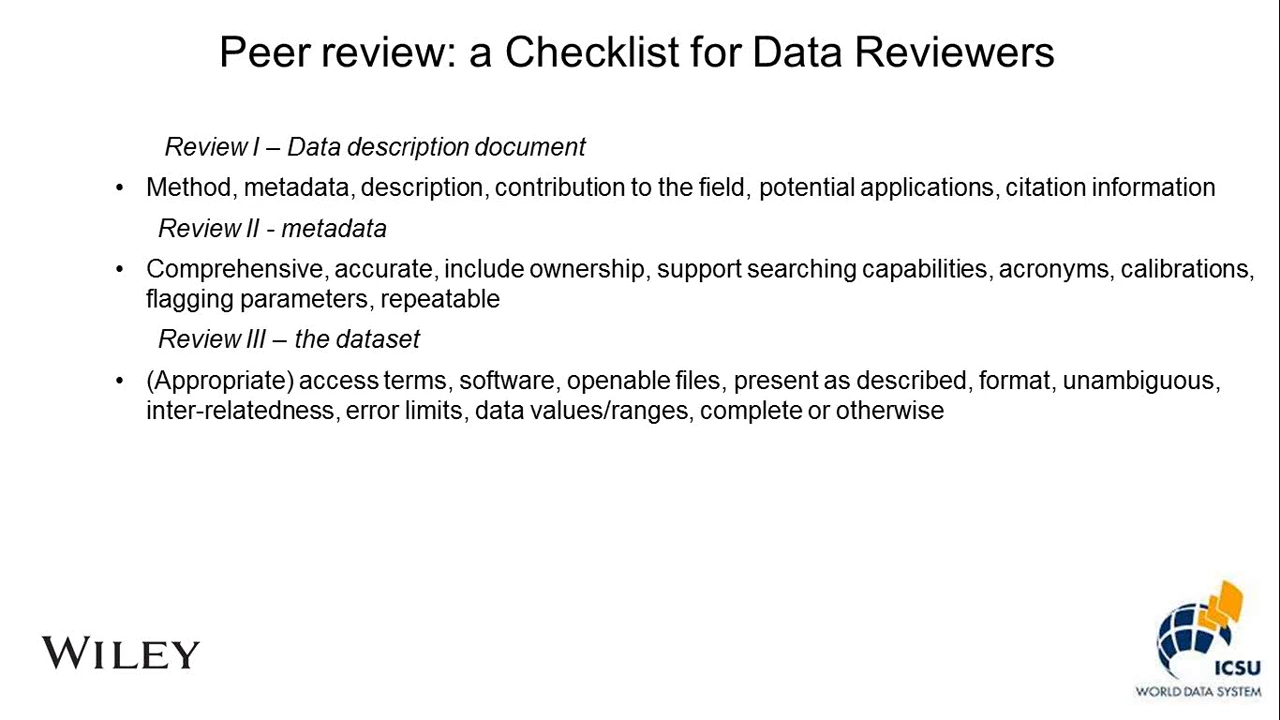 Peer review: a Checklist for Data Reviewers
Review I – Data description document
• Method, metadata, description, contribution to the field, potential applications, citation information
Review II - metadata
• Comprehensive, accurate, include ownership, support searching capabilities, acronyms, calibrations,
flagging parameters, repeatable
Review III – the dataset
• (Appropriate) access terms, software, openable files, present as described, format, unambiguous,
inter-relatedness, error limits, data values/ranges, complete or otherwise
WILEY
ICSU
WORLD DATA SYSTEM